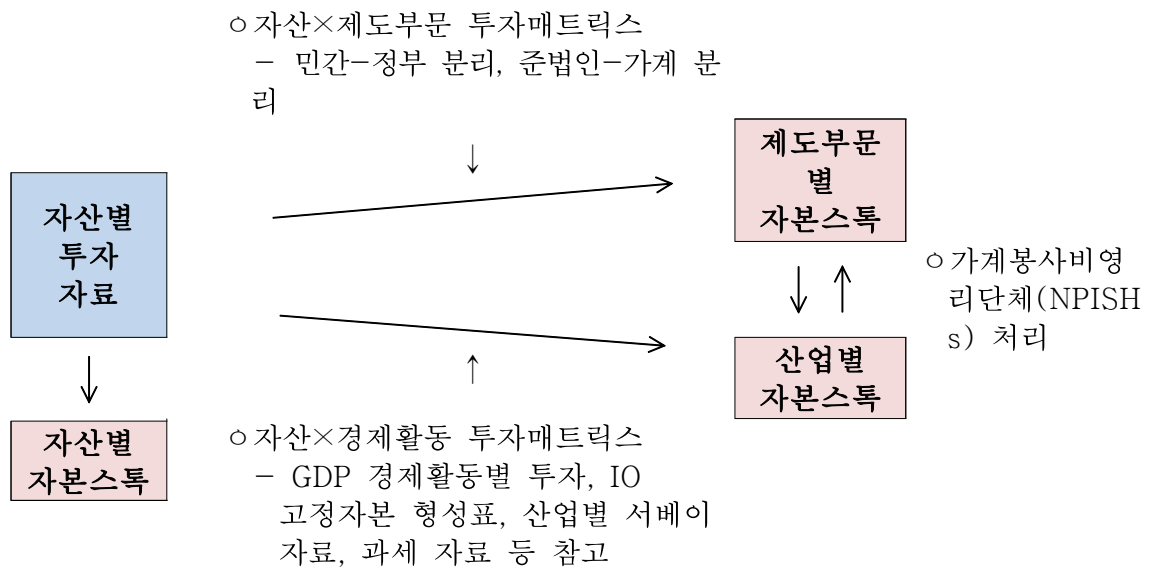 ㅇ자산×제도부문 투자매트릭스
- 민간-정부 분리, 준법인-가계 분
리
↓
제도부문
별
자본스톡
자산별
투자
자료
↓ ↑
ㅇ가계봉사비영
리단체(NPISH
s) 처리
↑
산업별
자본스톡
↓
자산별
자본스톡
ㅇ자산×경제활동 투자매트릭스
- GDP 경제활동별 투자, IO
고정자본 형성표, 산업별 서베이
자료, 과세 자료 등 참고